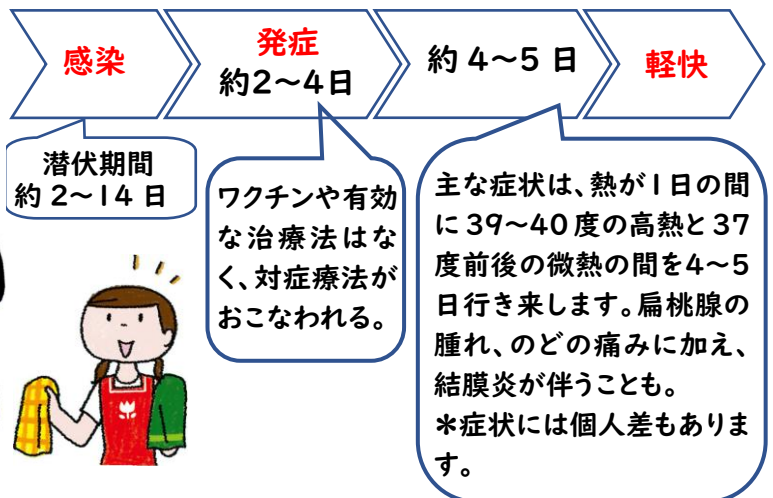 感染
発症
約2～4日
約 4～5 日
軽快
潜伏期間
約 2～14 日
ワクチンや有効
な治療法はな
く、対症療法が
おこなわれる。
主な症状は、熱が1日の間
に 39～40 度の高熱と 37
度前後の微熱の間を4～5
日行き来します。扁桃腺の
腫れ、のどの痛みに加え、
結膜炎が伴うことも。
*症状には個人差もありま
す。